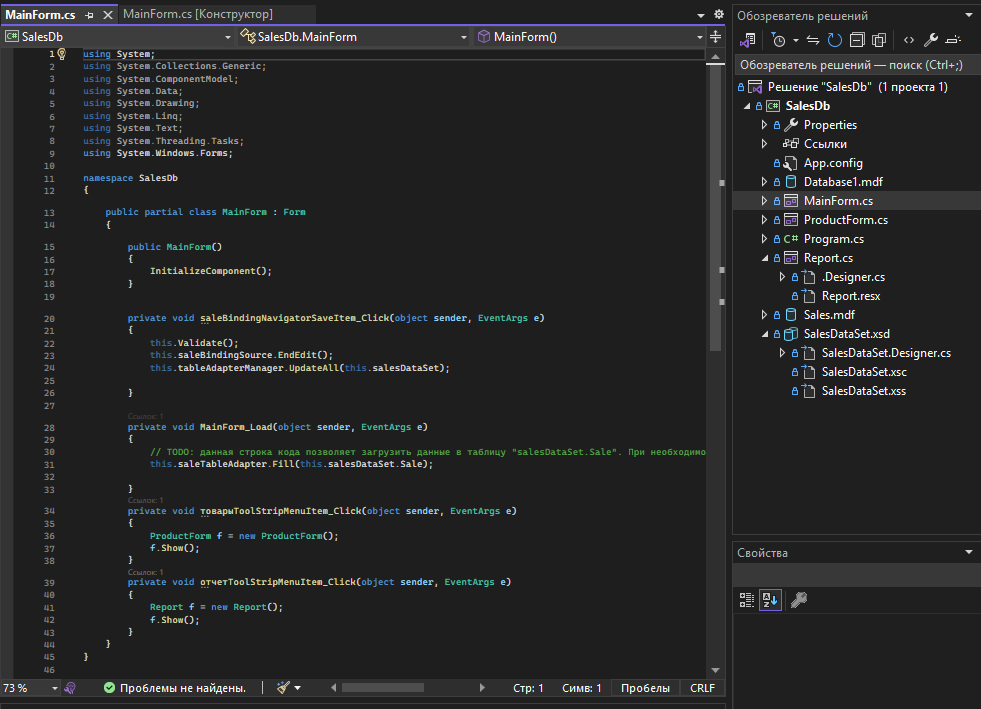 MainForm.cs
MainForm.cs [Конструктор]
SalesDb
SalesDb.MainForm
MainForm()
1 using System;
2 using System.Collections.Generic;
3 using System.ComponentModel;
4 using System.Data;
5 using System.Drawing;
6 using System.Linq;
7 using System.Text;
8 using System.Threading.Tasks;
9 using System.Windows.Forms;
10
11 namespace SalesDb
12 {
13 public partial class MainForm : Form
14 {
15 public MainForm()
16 {
17 InitializeComponent();
18 }
19
20 private void saleBindingNavigatorSaveItem_Click(object sender, EventArgs e)
21 {
22 this.Validate();
23 this.saleBindingSource.EndEdit();
24 this.tableAdapterManager.UpdateAll(this.salesDataSet);
25
26 }
27
Ссылок: 1
28 private void MainForm_Load(object sender, EventArgs e)
29 {
30 // TODO: данная строка кода позволяет загрузить данные в таблицу "salesDataSet.Sale". При необходимо
31 this.saleTableAdapter.Fill(this.salesDataSet.Sale);
32
33 }
Ссылок: 1
34 private void товарыToolStripMenuItem_Click(object sender, EventArgs e)
35 {
36 ProductForm f = new ProductForm();
37 f.Show();
38 }
Ссылок: 1
39 private void отчетToolStripMenuItem_Click(object sender, EventArgs e)
40 {
41 Report f = new Report();
42 f.Show();
43 }
44 }
45 }
46
73 %
Проблемы не найдены.
Стр: 1
Симв: 1
Пробелы
CRLF
Обозреватель решений
Обозреватель решений — поиск (Ctrl+;)
Решение "SalesDb" (1 проекта 1)
SalesDb
Properties
Ссылки
App.config
Database1.mdf
MainForm.cs
ProductForm.cs
C# Program.cs
Report.cs
.Designer.cs
Report.resx
Sales.mdf
SalesDataSet.xsd
SalesDataSet.Designer.cs
SalesDataSet.xsc
SalesDataSet.xss
Свойства